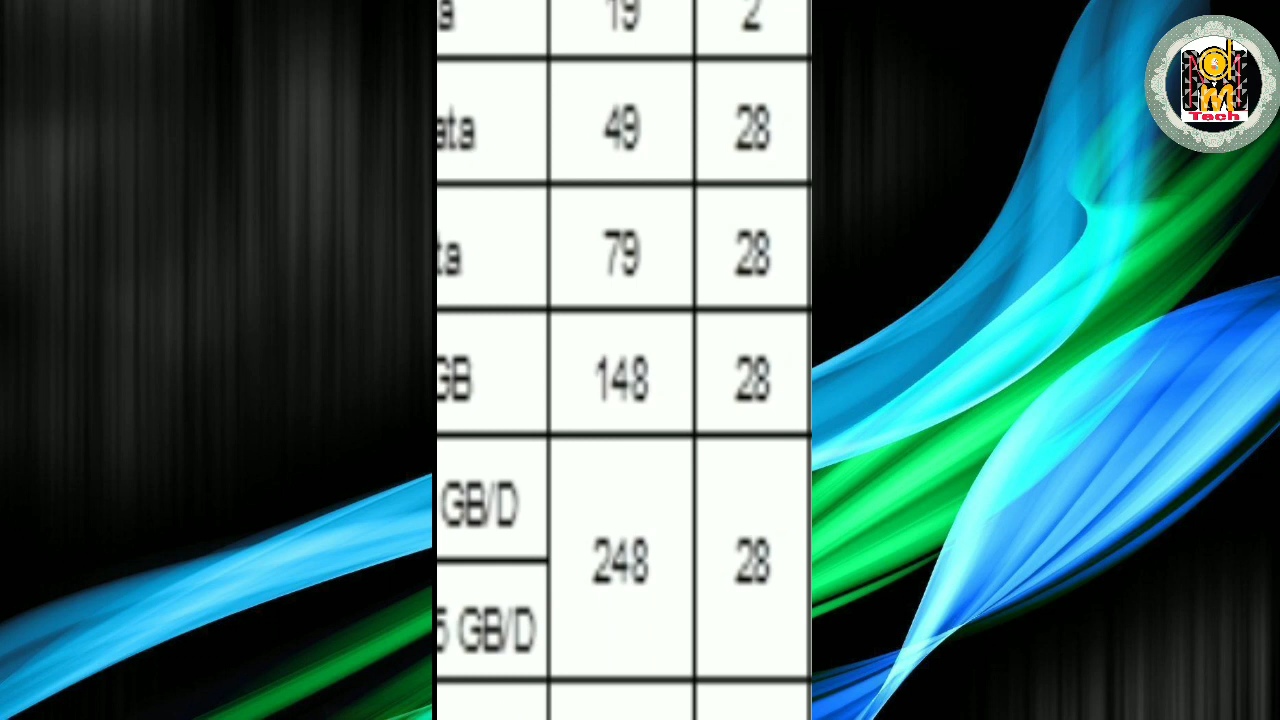 a 19 2
ata 49 28
ta 79 28
GB 148 28
GB/D
248 28
5 GB/D
m
Tech